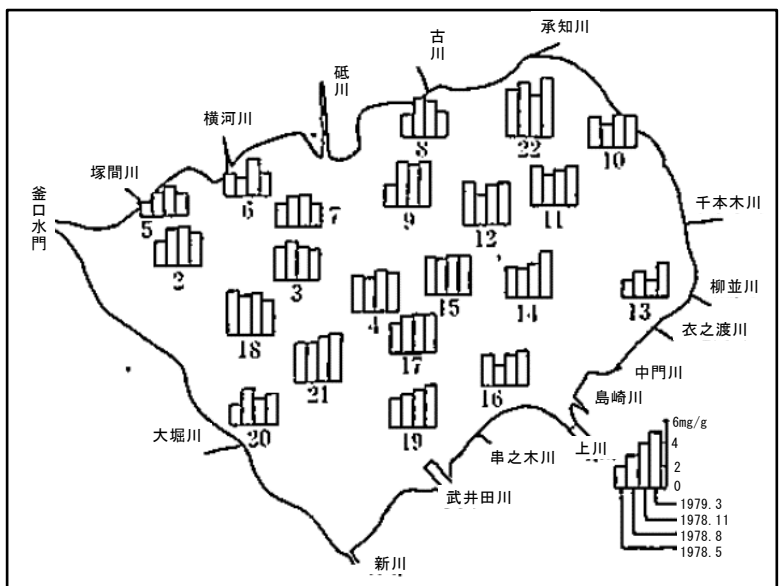 承知川
古川
砥川
横河川
塚間川
釜口水門
8
22
10
5
6
7
9
12
11
千本木川
2
3
4
15
14
13
柳並川
衣之渡川
18
21
17
16
中門川
島崎川
20
19
大堀川
串之木川
上川
武井田川
新川
6mg/g
4
2
0
1979.3
1978.11
1978.8
1978.5